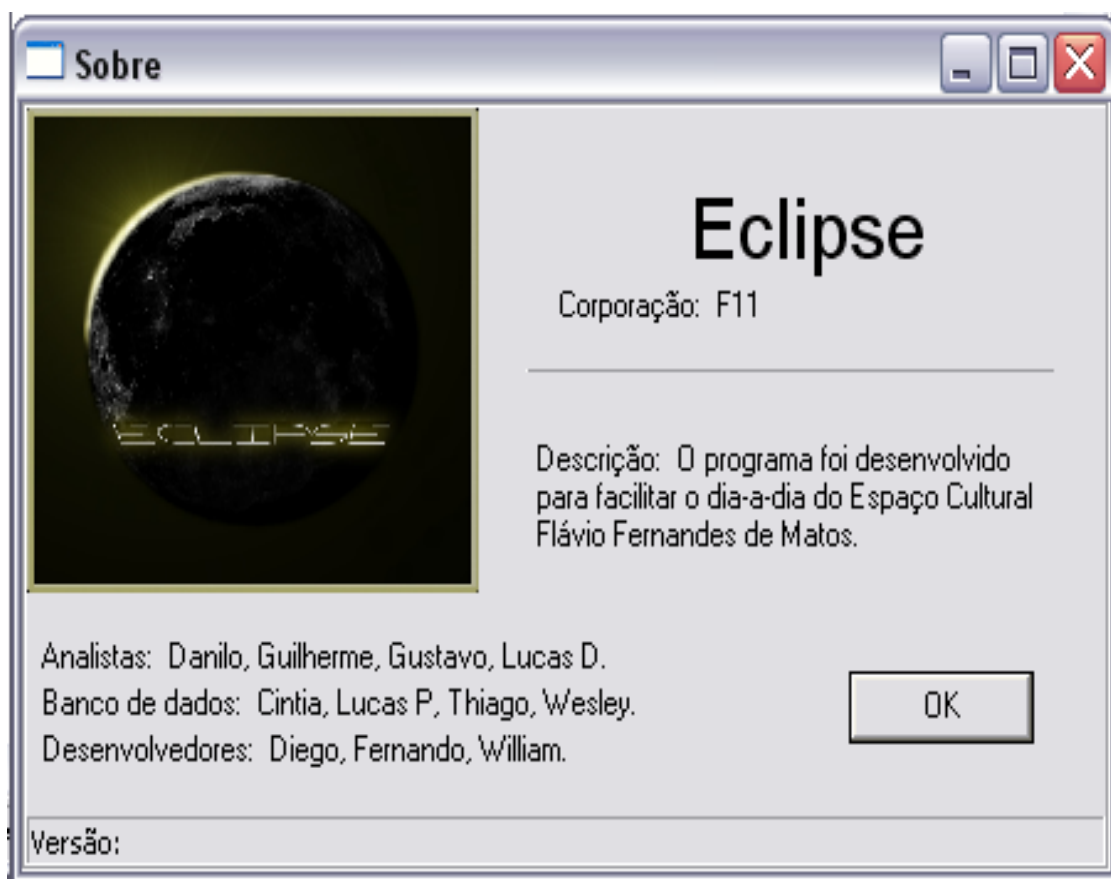 Sobre
ECLIPSE
Eclipse
Corporação: F11
Descrição: O programa foi desenvolvido
para facilitar o dia-a-dia do Espaço Cultural
Flávio Fernandes de Matos.
Analistas: Danilo, Guilherme, Gustavo, Lucas D.
Banco de dados: Cintia, Lucas P, Thiago, Wesley.
Desenvolvedores: Diego, Fernando, William.
OK
Versão: